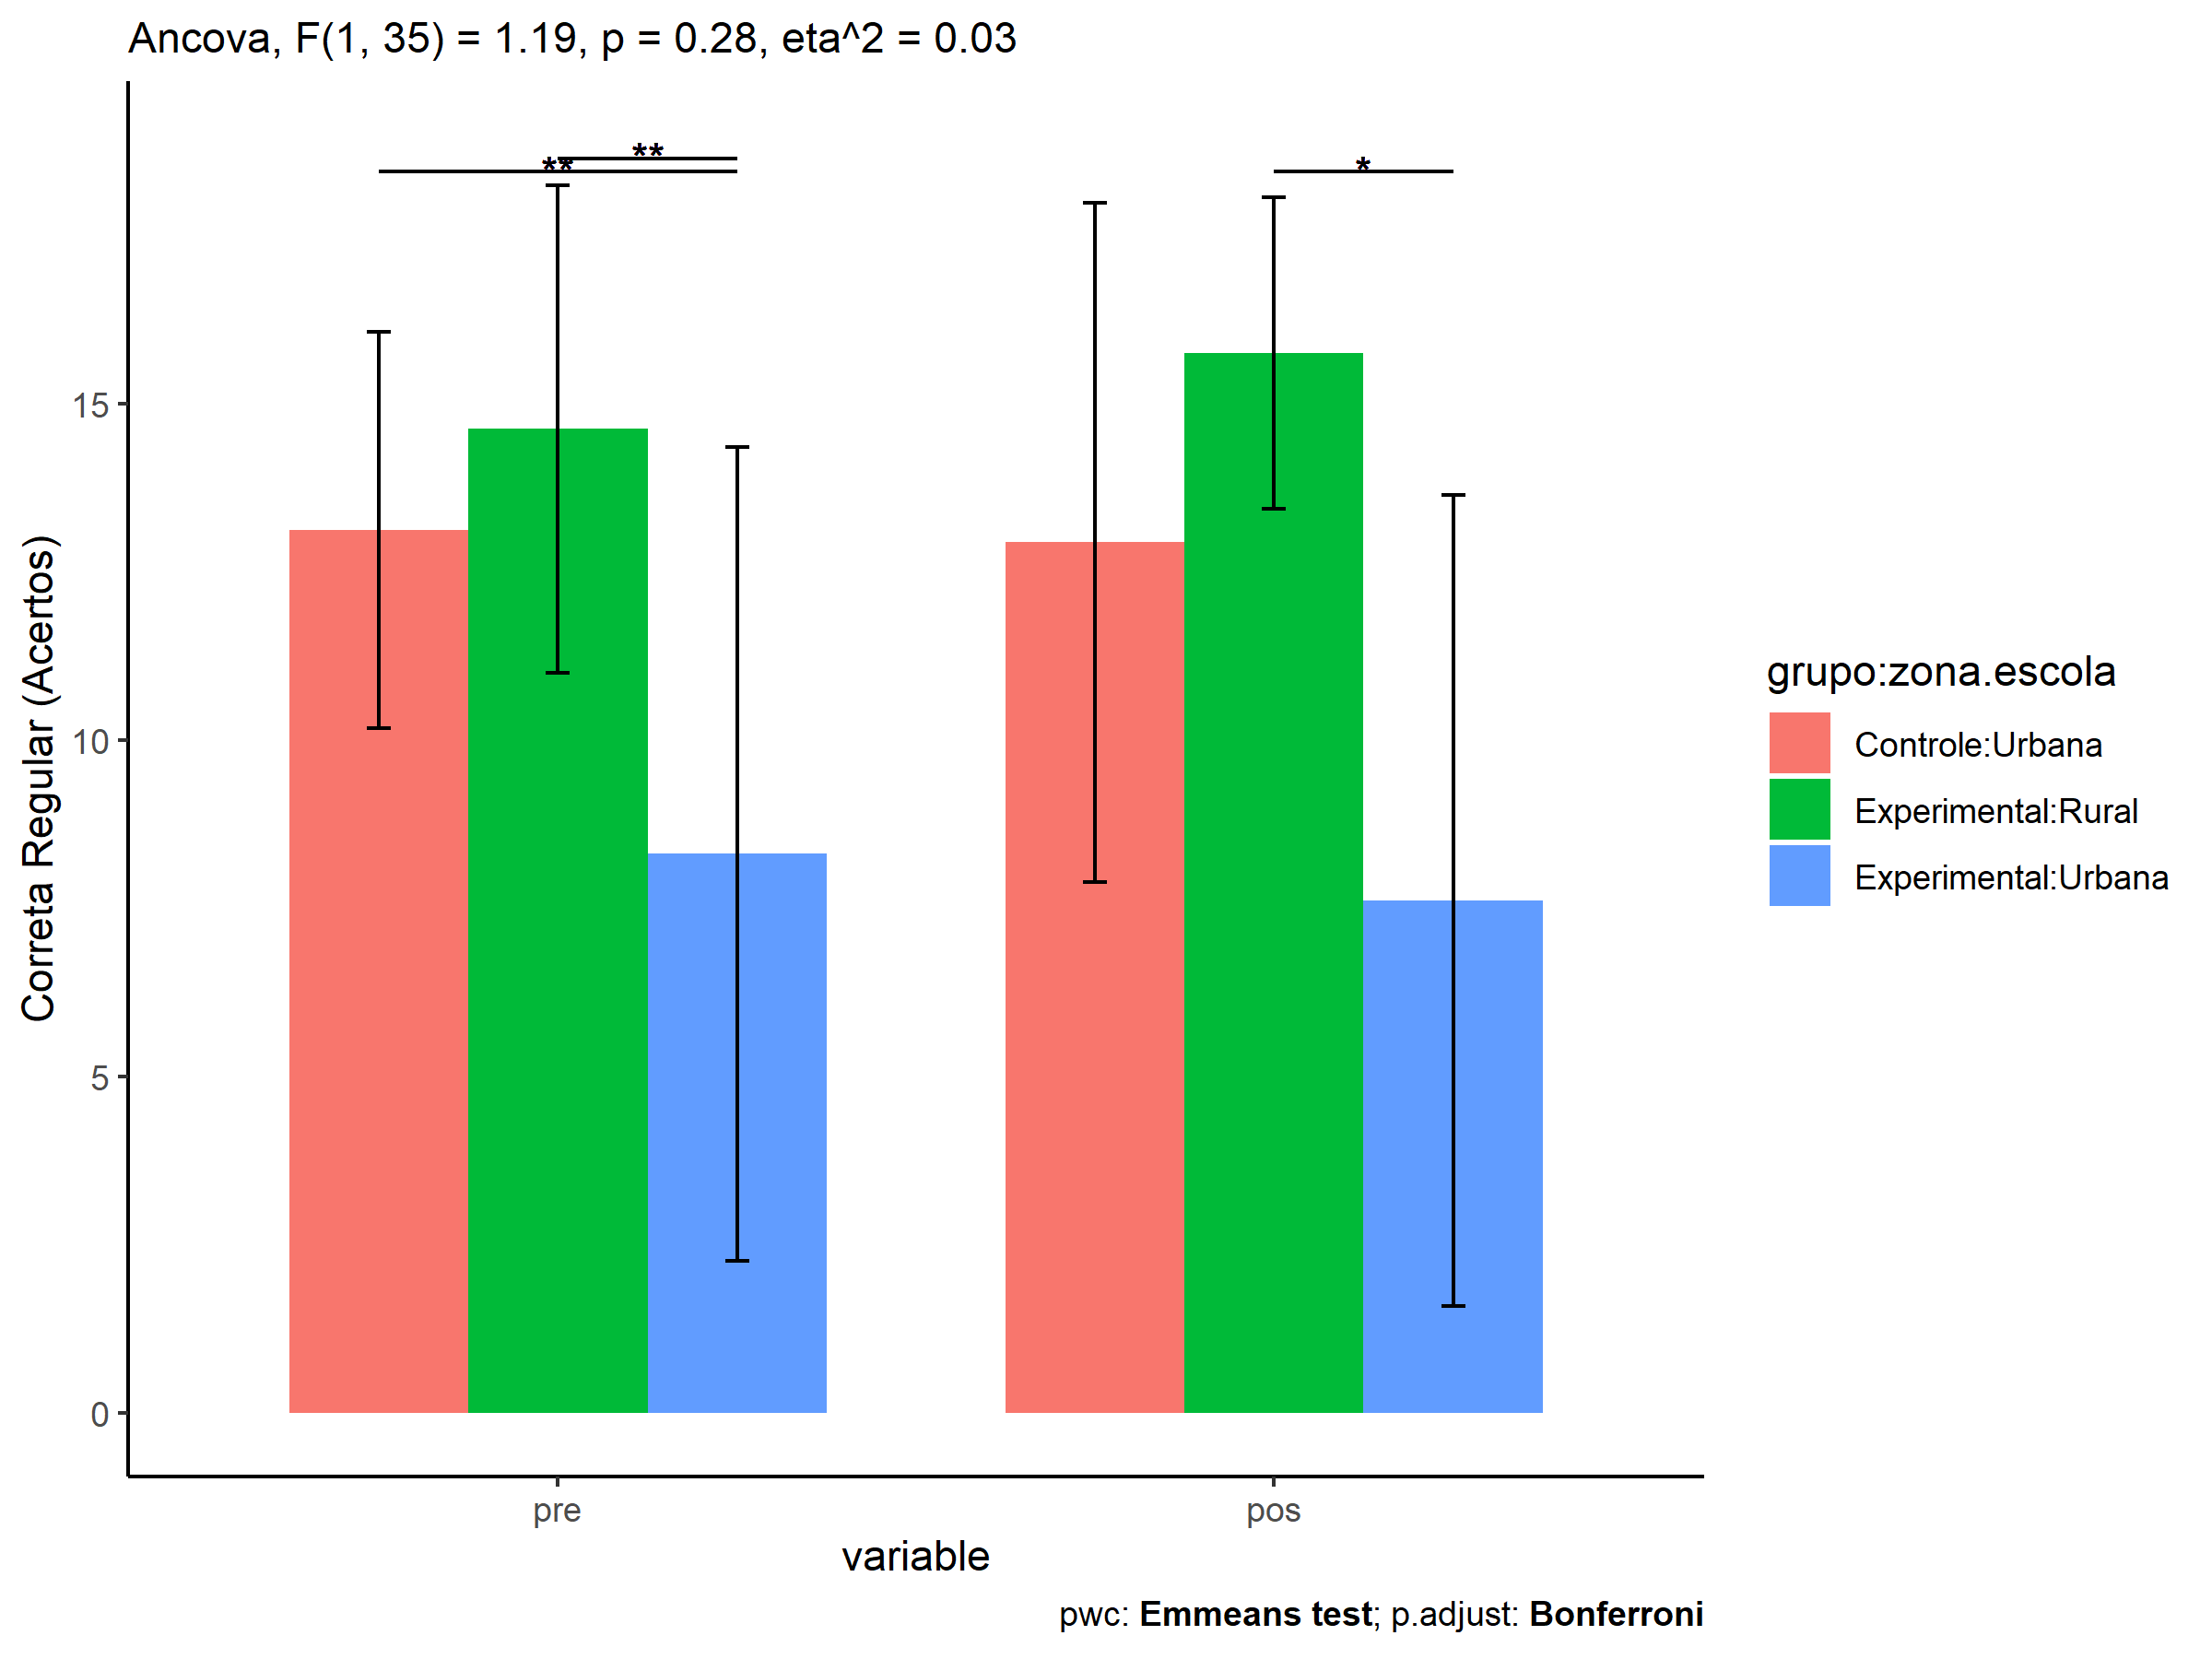 Ancova, F(1, 35) = 1.19, p = 0.28, eta^2 = 0.03
**
**
*
Correta Regular (Acertos)
15
10
5
0
pre
pos
variable
grupo:zona.escola
Controle:Urbana
Experimental:Rural
Experimental:Urbana
pwc: Emmeans test; p.adjust: Bonferroni